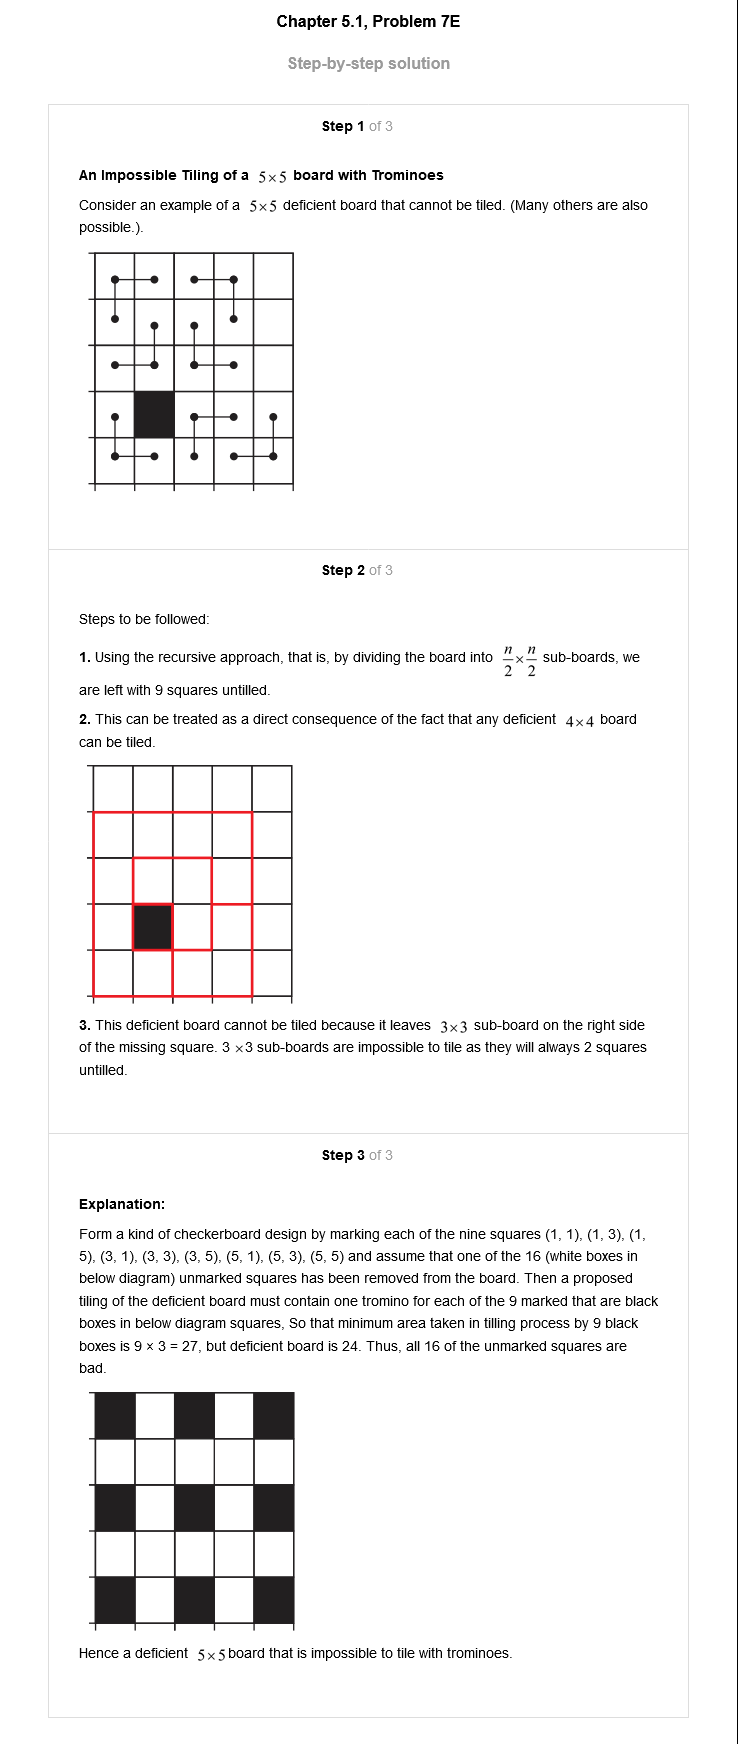 Chapter 5.1, Problem 7E
Step-by-step solution
Step 1 of 3
An Impossible Tiling of a 5×5 board with Trominoes
Consider an example of a 5×5 deficient board that cannot be tiled. (Many others are also
possible.).
Step 2 of 3
Steps to be followed:
1. Using the recursive approach, that is, by dividing the board into n/2 × n/2 sub-boards, we
are left with 9 squares untilled.
2. This can be treated as a direct consequence of the fact that any deficient 4×4 board
can be tiled.
3. This deficient board cannot be tiled because it leaves 3×3 sub-board on the right side
of the missing square. 3 ×3 sub-boards are impossible to tile as they will always 2 squares
untilled.
Step 3 of 3
Explanation:
Form a kind of checkerboard design by marking each of the nine squares (1, 1), (1, 3), (1,
5), (3, 1), (3, 3), (3, 5), (5, 1), (5, 3), (5, 5) and assume that one of the 16 (white boxes in
below diagram) unmarked squares has been removed from the board. Then a proposed
tiling of the deficient board must contain one tromino for each of the 9 marked that are black
boxes in below diagram squares, So that minimum area taken in tilling process by 9 black
boxes is 9 × 3 = 27, but deficient board is 24. Thus, all 16 of the unmarked squares are
bad.
Hence a deficient 5×5 board that is impossible to tile with trominoes.